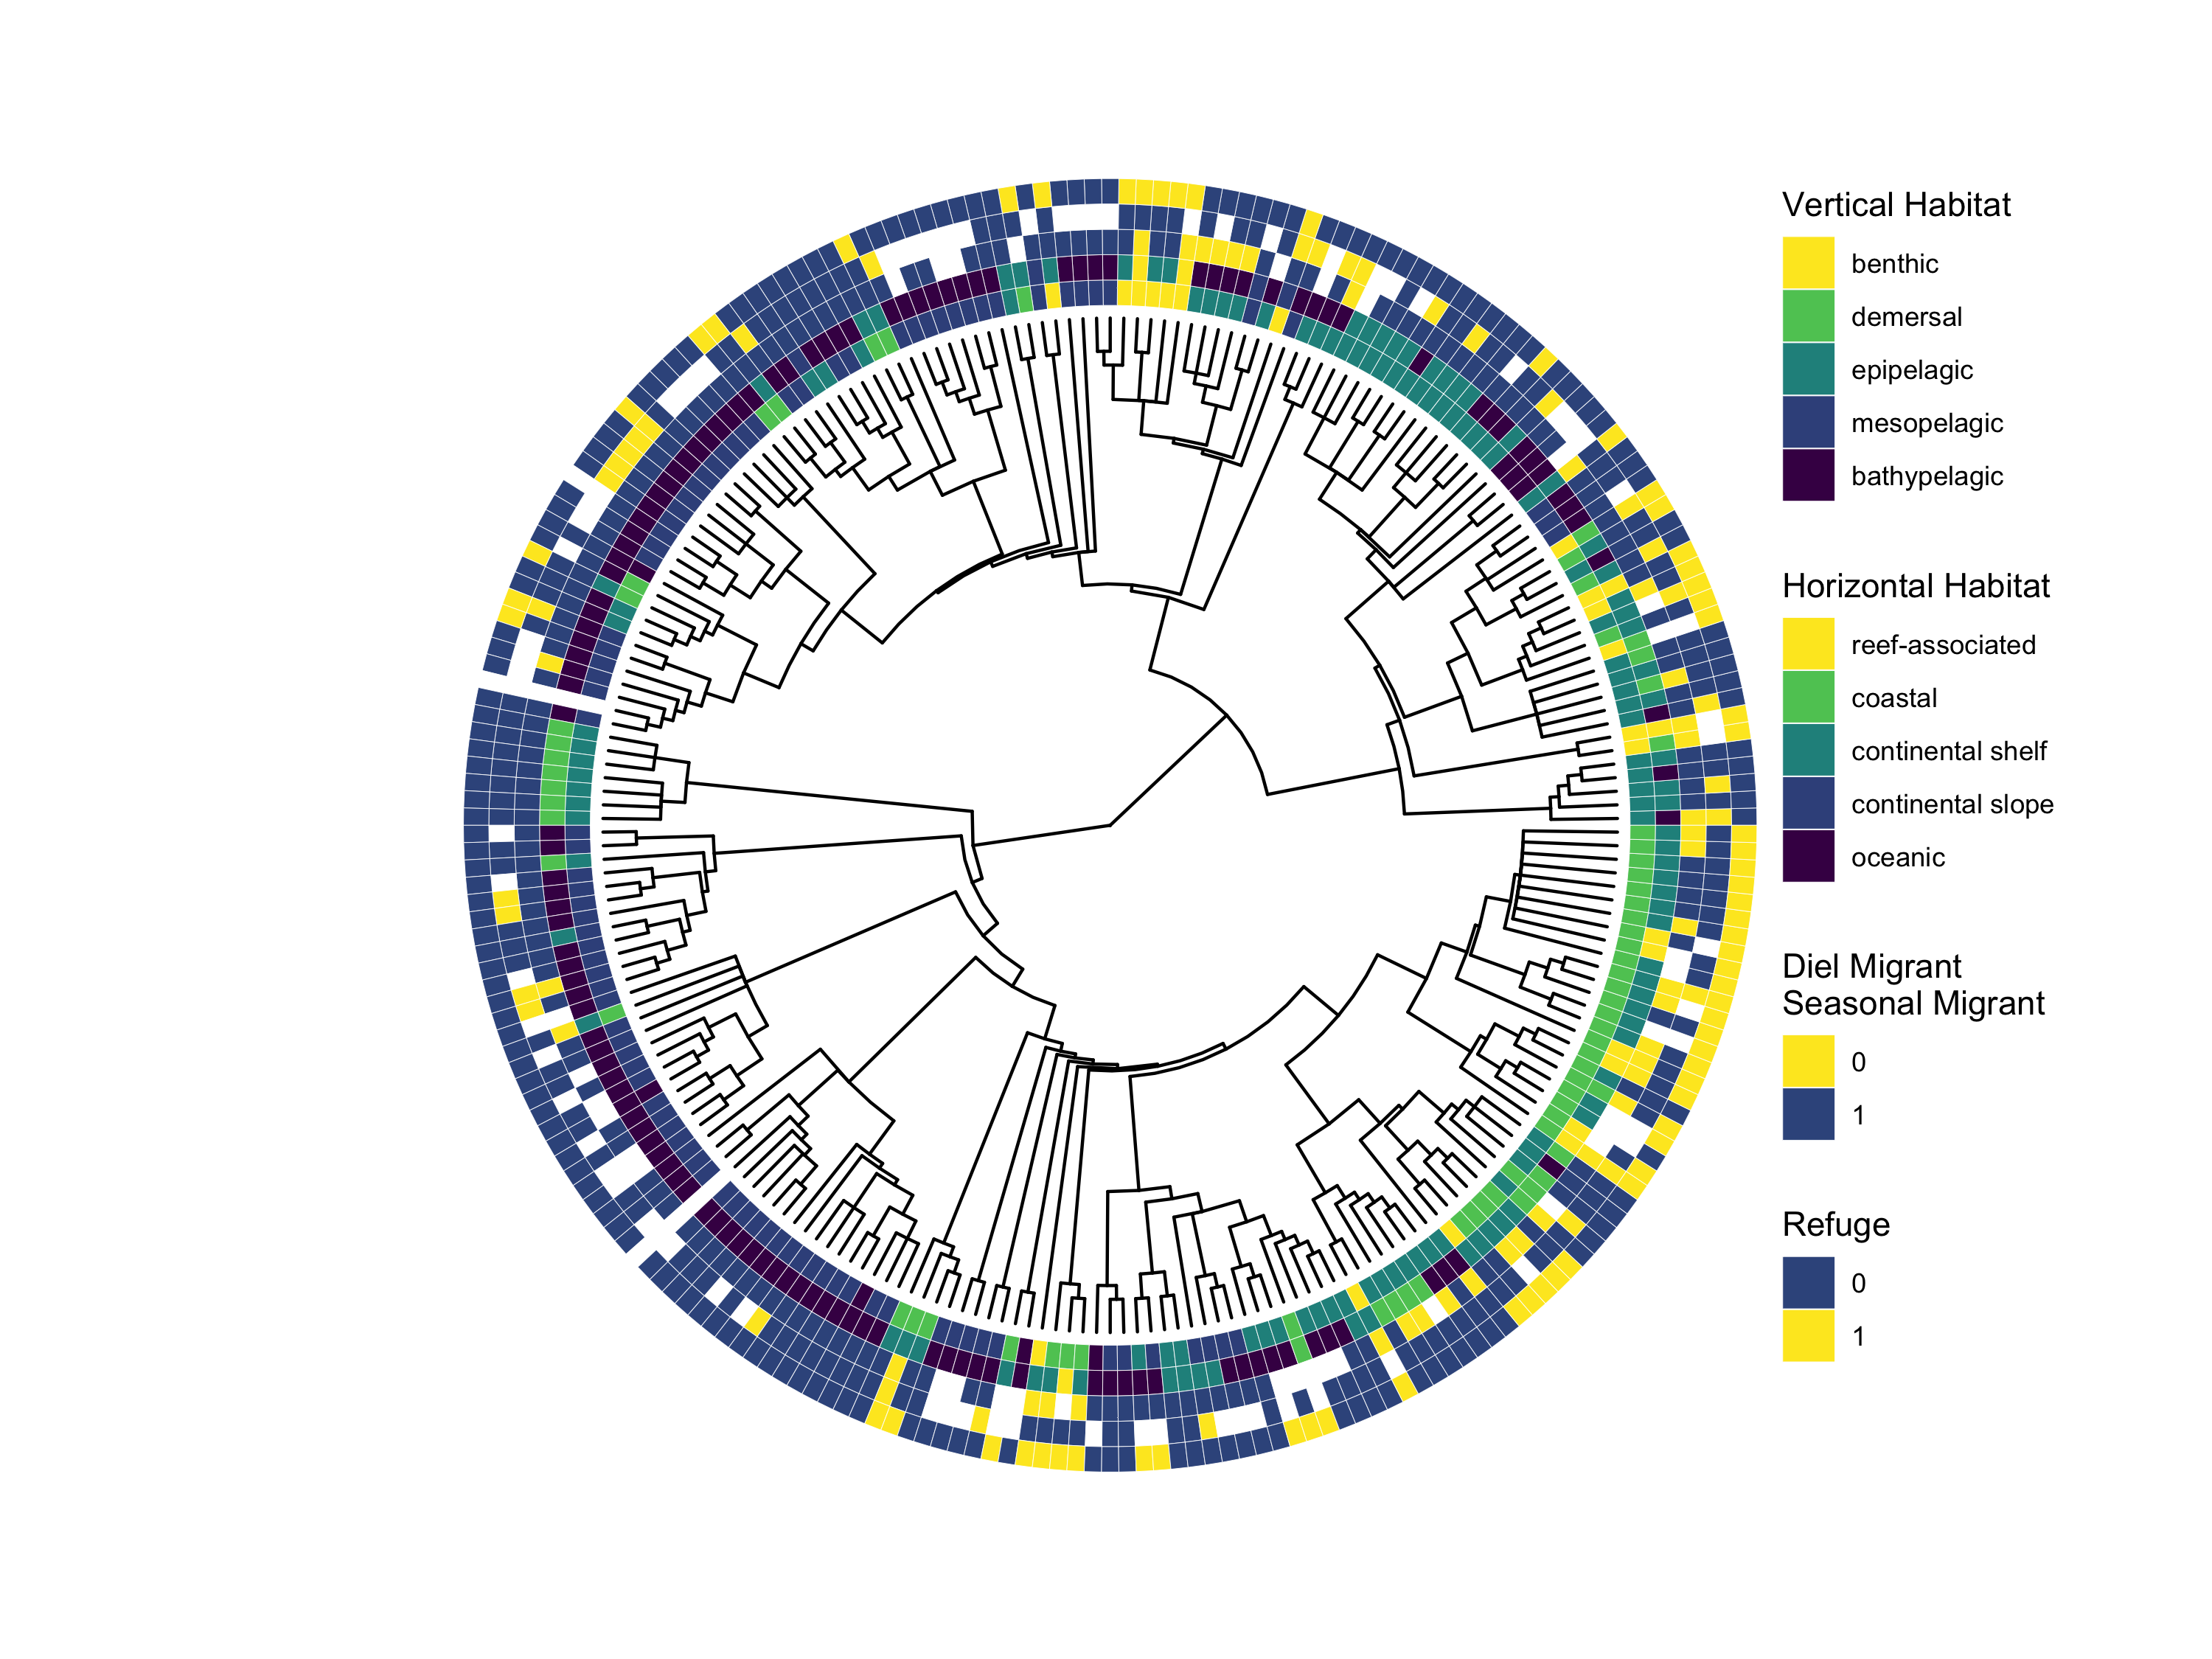 Vertical Habitat
benthic
demersal
epipelagic
mesopelagic
bathypelagic
Horizontal Habitat
reef-associated
coastal
continental shelf
continental slope
oceanic
Diel Migrant
Seasonal Migrant
0
1
Refuge
0
1